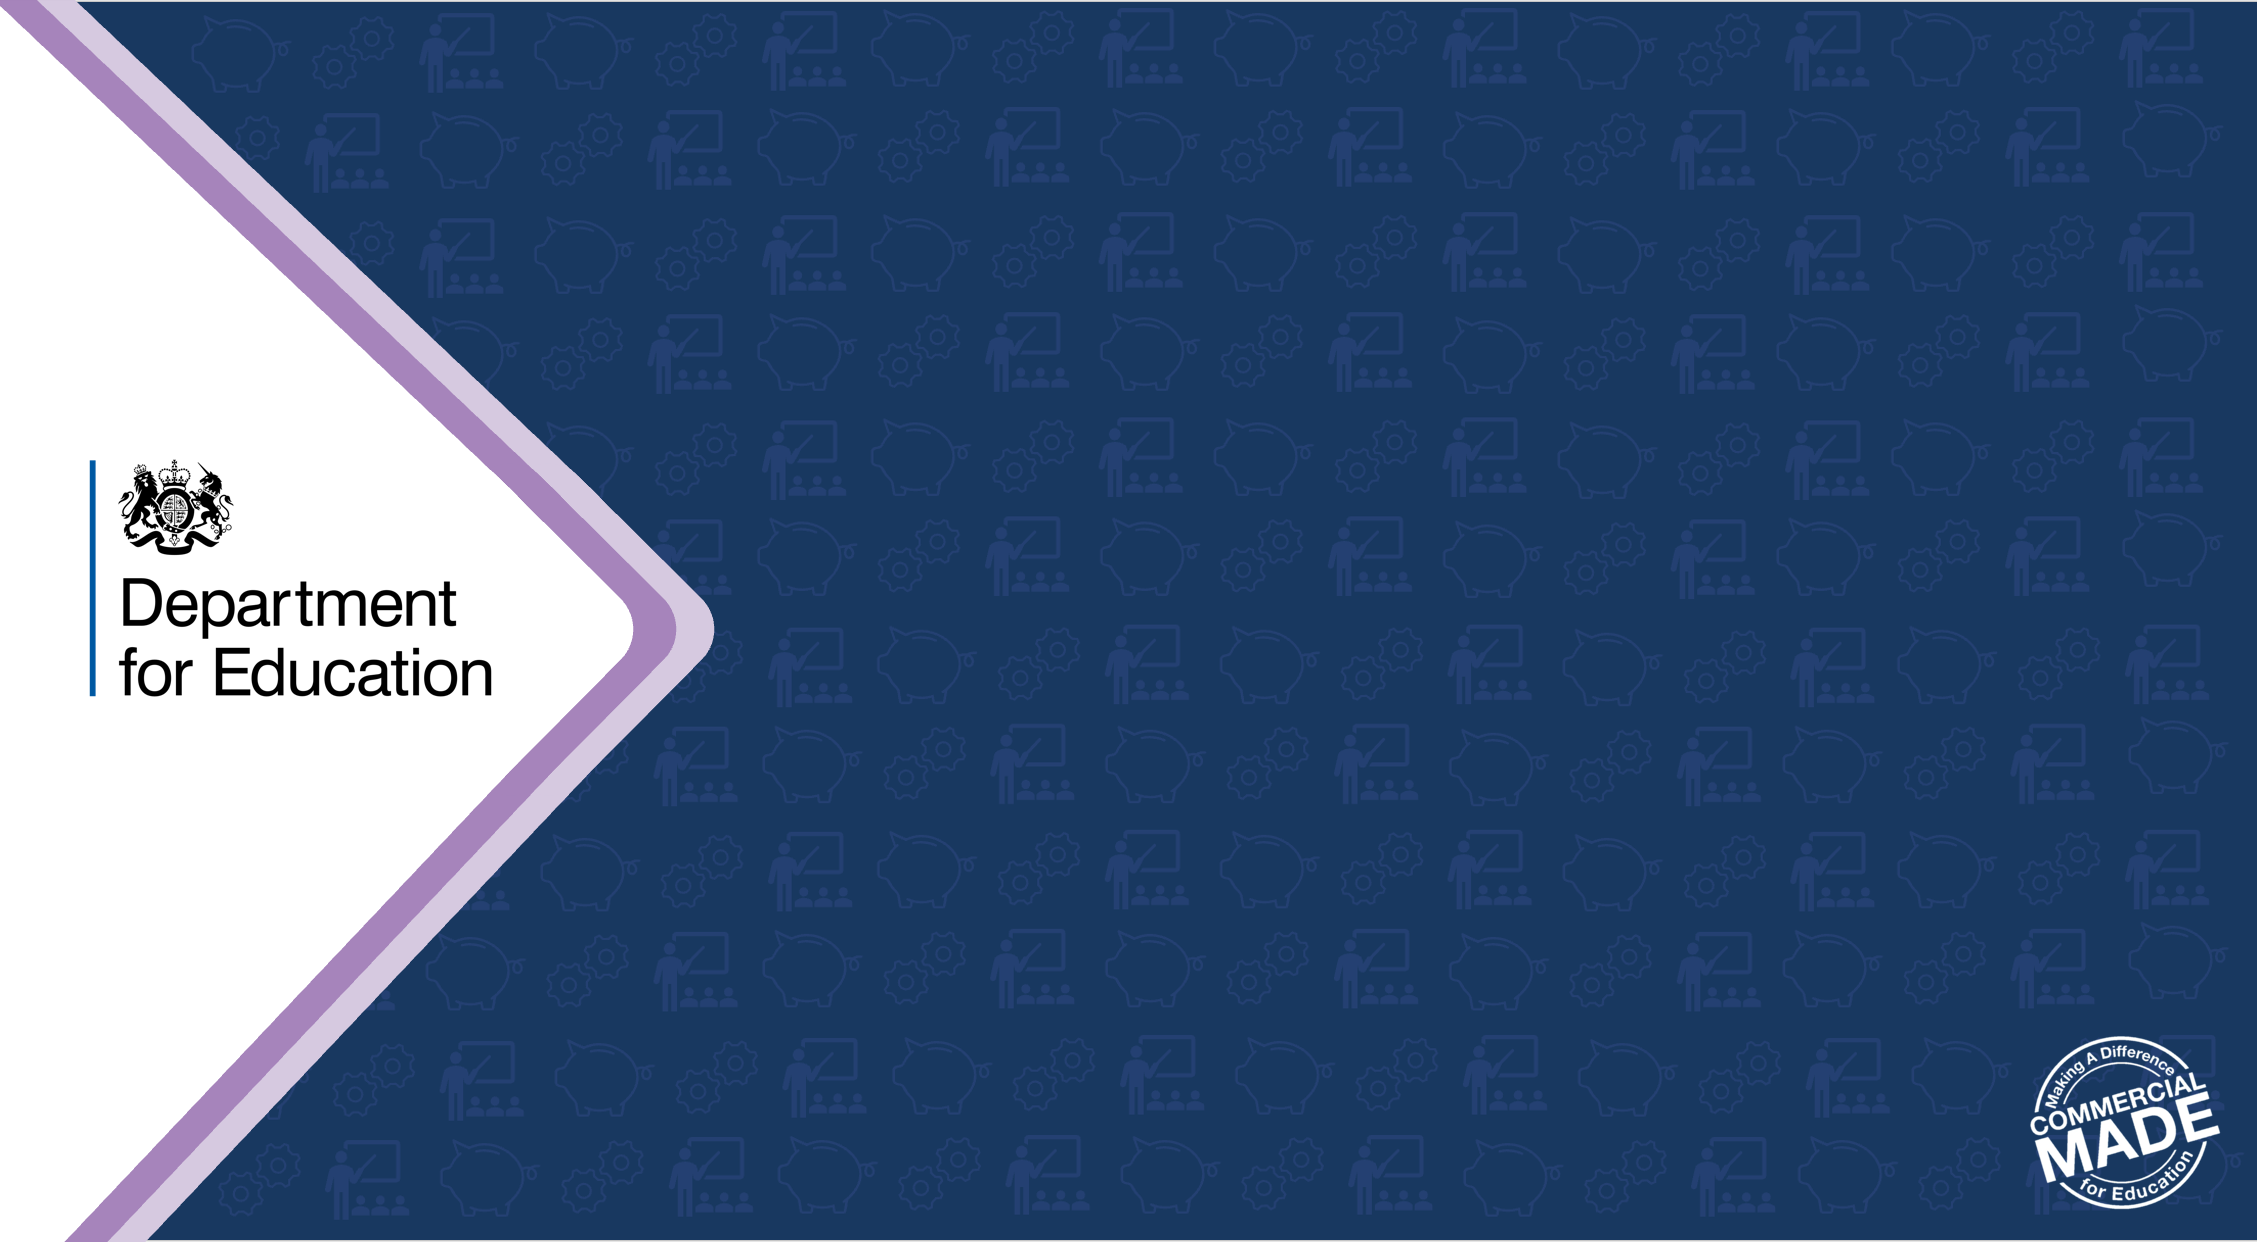 Department
for Education
Making A Difference
COMMERCIAL
MADE
for Education